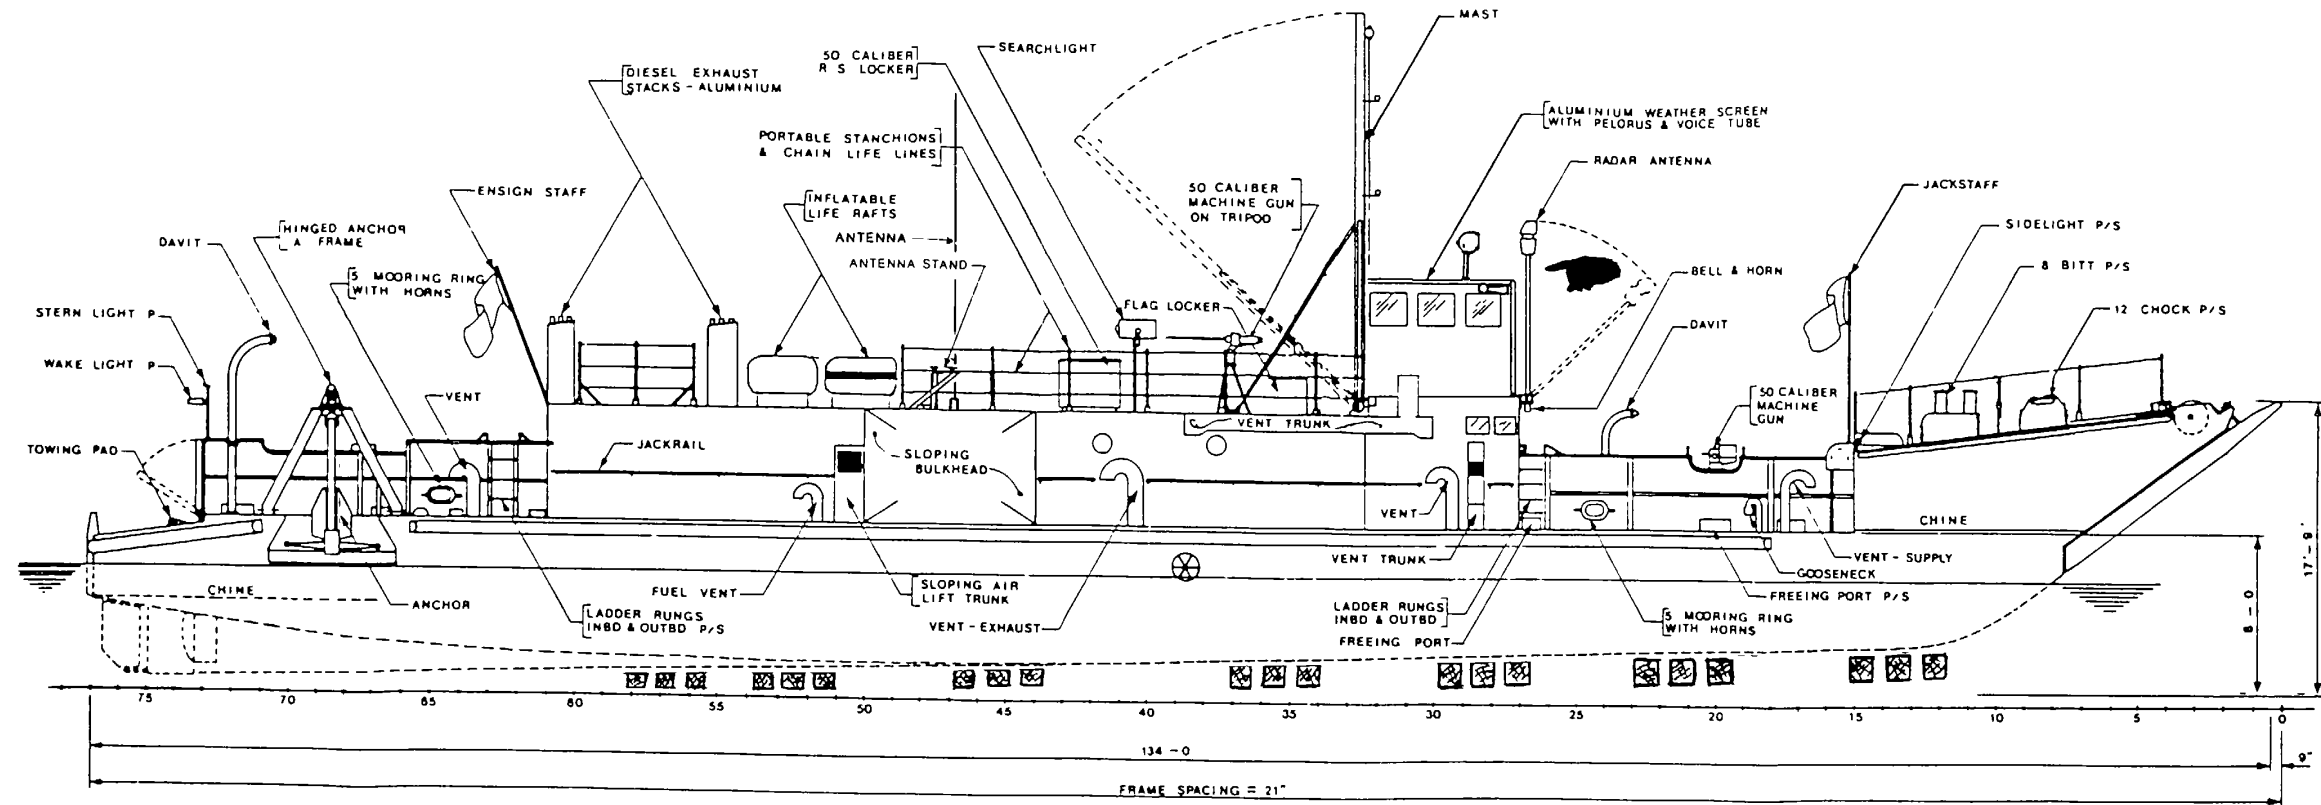 MAST
SEARCHLIGHT
50 CALIBER
R S LOCKER
DIESEL EXHAUST
STACKS - ALUMINIUM
ALUMINIUM WEATHER SCREEN
WITH PELORUS & VOICE TUBE
PORTABLE STANCHIONS
& CHAIN LIFE LINES
RADAR ANTENNA
ENSIGN STAFF
INFLATABLE
LIFE RAFTS
50 CALIBER
MACHINE GUN
ON TRIPOD
JACKSTAFF
HINGED ANCHOR
A FRAME
DAVIT
ANTENNA
SIDELIGHT P/S
ANTENNA STAND
5 MOORING RING
WITH HORNS
BELL & HORN
8 BITT P/S
STERN LIGHT P
FLAG LOCKER
DAVIT
12 CHOCK P/S
WAKE LIGHT P
VENT
50 CALIBER
MACHINE
GUN
TOWING PAD
JACKRAIL
SLOPING
BULKHEAD
VENT TRUNK
VENT
CHINE
VENT TRUNK
VENT - SUPPLY
GOOSENECK
CHINE
ANCHOR
FUEL VENT
SLOPING AIR
LIFT TRUNK
FREEING PORT P/S
LADDER RUNGS
INBD & OUTBD P/S
VENT - EXHAUST
LADDER RUNGS
INBD & OUTBD
FREEING PORT
5 MOORING RING
WITH HORNS
8 - 0
17'- 9"
75 70 65 60 55 50 45 40 35 30 25 20 15 10 5 0
134 - 0
9"
FRAME SPACING = 21"